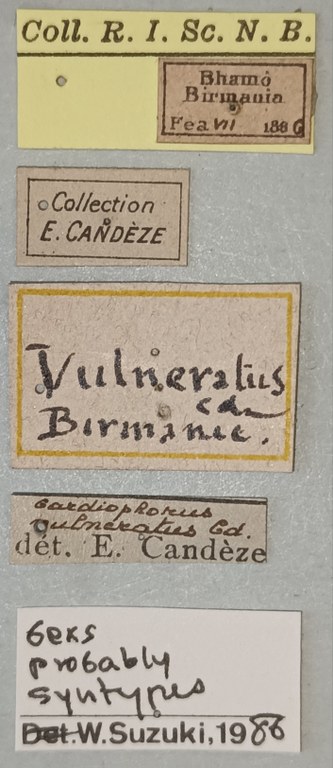 Coll. R. I. Sc. N. B.
Bhamò
Birmania
Fea VII 1886
Collection
E. CANDÈZE
Vulneratus
cd
Birmanie.
Cardiophorus
vulneratus Cd.
dét. E. Candèze
6exs
probably
syntypes
Det. W. Suzuki, 1986